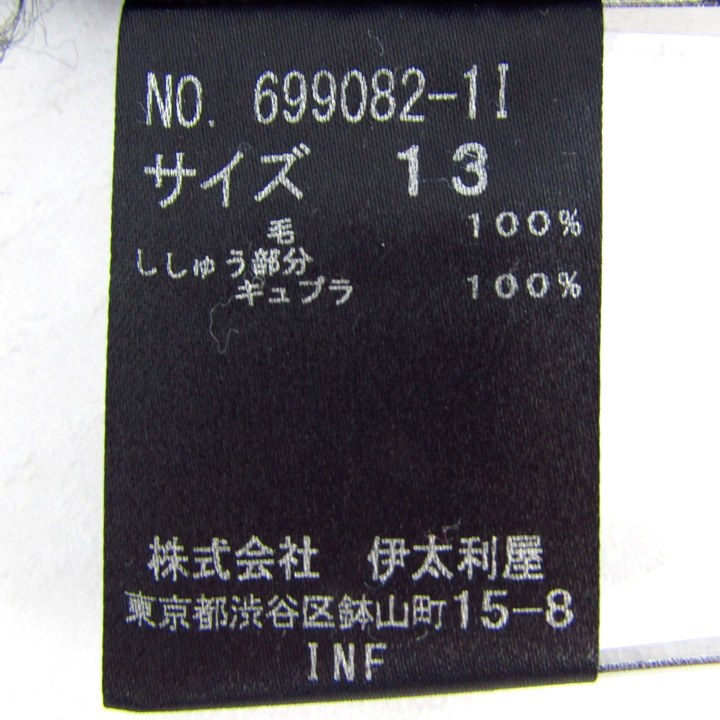 NO. 699082-1I
サイズ 13
毛 100%
ししゅう部分
キュプラ 100%
株式会社 伊太利屋
東京都渋谷区鉢山町15-8
INF